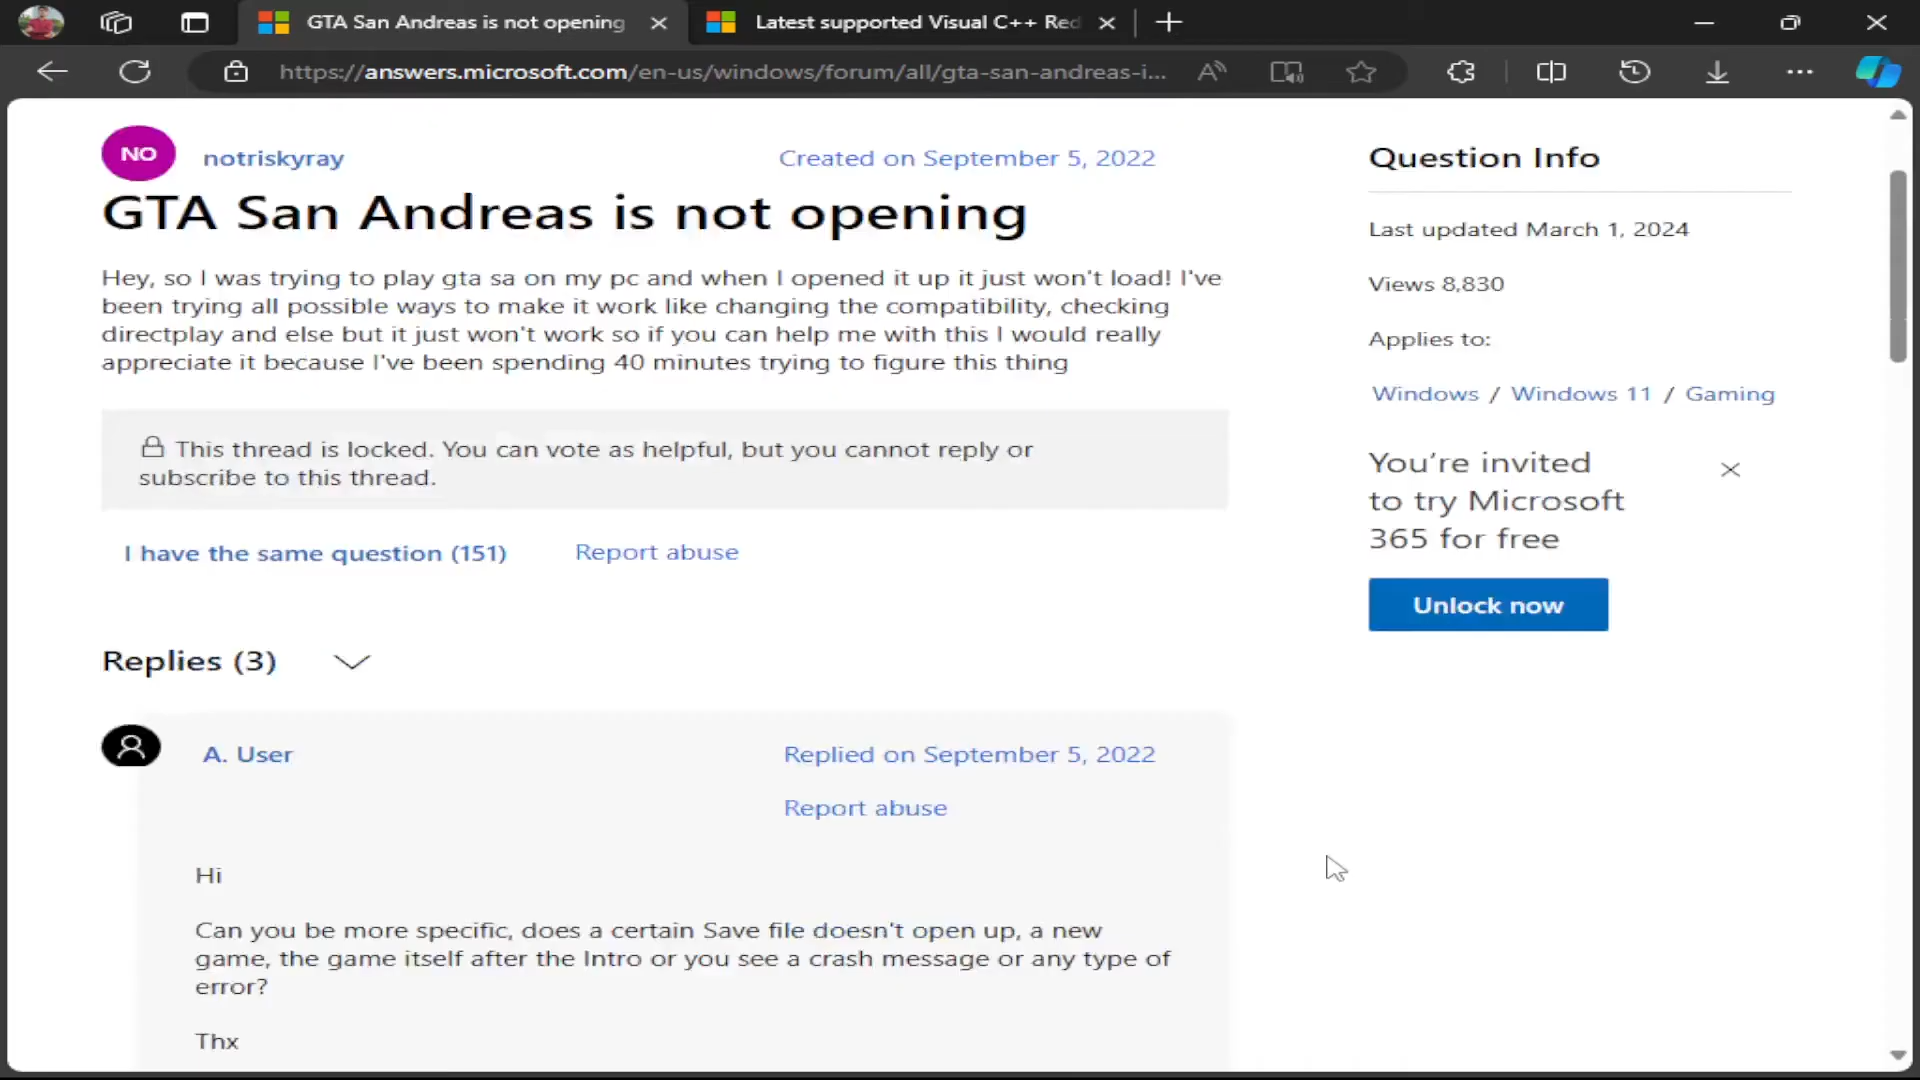 GTA San Andreas is not opening
Latest supported Visual C++ Red
https://answers.microsoft.com/en-us/windows/forum/all/gta-san-andreas-i...
NO
notriskyray
Created on September 5, 2022
GTA San Andreas is not opening
Hey, so I was trying to play gta sa on my pc and when I opened it up it just won't load! I've
been trying all possible ways to make it work like changing the compatibility, checking
directplay and else but it just won't work so if you can help me with this I would really
appreciate it because I've been spending 40 minutes trying to figure this thing
This thread is locked. You can vote as helpful, but you cannot reply or
subscribe to this thread.
I have the same question (151)
Report abuse
Replies (3)
A. User
Replied on September 5, 2022
Report abuse
Hi
Can you be more specific, does a certain Save file doesn't open up, a new
game, the game itself after the Intro or you see a crash message or any type of
error?
Thx
Question Info
Last updated March 1, 2024
Views 8,830
Applies to:
Windows / Windows 11 / Gaming
You're invited
to try Microsoft
365 for free
Unlock now